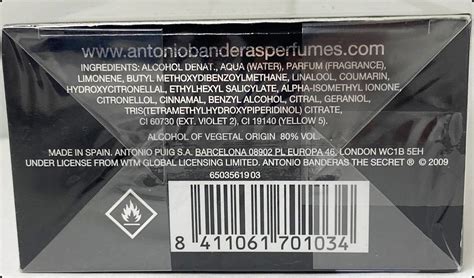 www.antoniobanderasperfumes.com
INGREDIENTS: ALCOHOL DENAT., AQUA (WATER), PARFUM (FRAGRANCE),
LIMONENE, BUTYL METHOXYDIBENZOYLMETHANE, LINALOOL, COUMARIN,
HYDROXYCITRONELLAL, ETHYLHEXYL SALICYLATE, ALPHA-ISOMETHYL IONONE,
CITRONELLOL, CINNAMAL, BENZYL ALCOHOL, CITRAL, GERANIOL,
TRIS(TETRAMETHYLHYDROXYPIPERIDINOL) CITRATE,
CI 60730 (EXT. VIOLET 2), CI 19140 (YELLOW 5)
ALCOHOL OF VEGETAL ORIGIN 80% VOL.
MADE IN SPAIN. ANTONIO PUIG S.A. BARCELONA 08902 PL EUROPA 46, LONDON WC1B 5EH
UNDER LICENSE FROM WTM GLOBAL LICENSING LIMITED. ANTONIO BANDERAS THE SECRET ® © 2009
6503561903
8 411061 701034